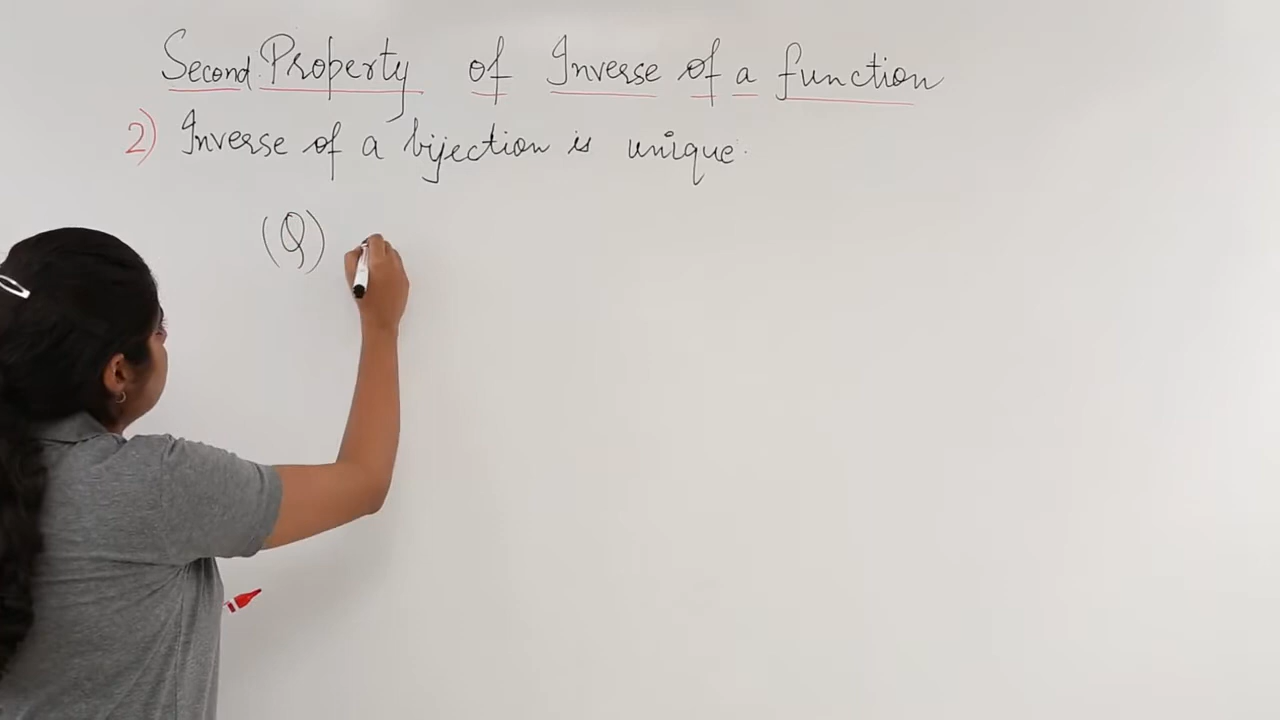 Second Property of Inverse of a function
2) Inverse of a bijection is unique.
(Q)